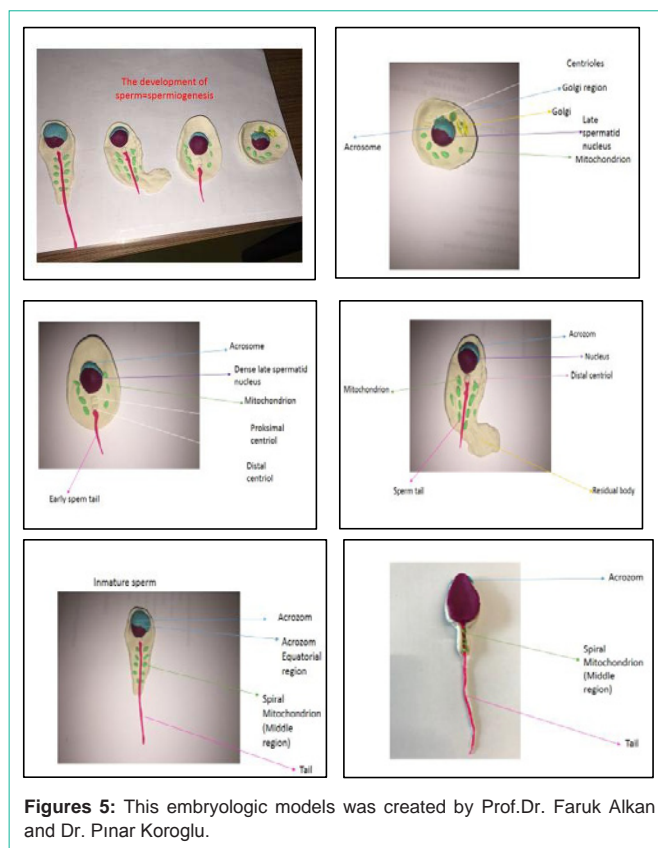 The development of
sperm=spermiogenesis
Centrioles
Golgi region
Golgi
Late
spermatid
nucleus
Mitochondrion
Acrosome
Acrosome
Dense late spermatid
nucleus
Mitochondrion
Proksimal
centriol
Distal
centriol
Early sperm tail
Acrozom
Nucleus
Distal centriol
Mitochondrion
Sperm tail
Residual body
Inmature sperm
Acrozom
Acrozom
Equatorial
region
Spiral
Mitochondrion
(Middle
region)
Tail
Acrozom
Spiral
Mitochondrion
(Middle
region)
Tail
Figures 5: This embryologic models was created by Prof.Dr. Faruk Alkan
and Dr. Pınar Koroglu.